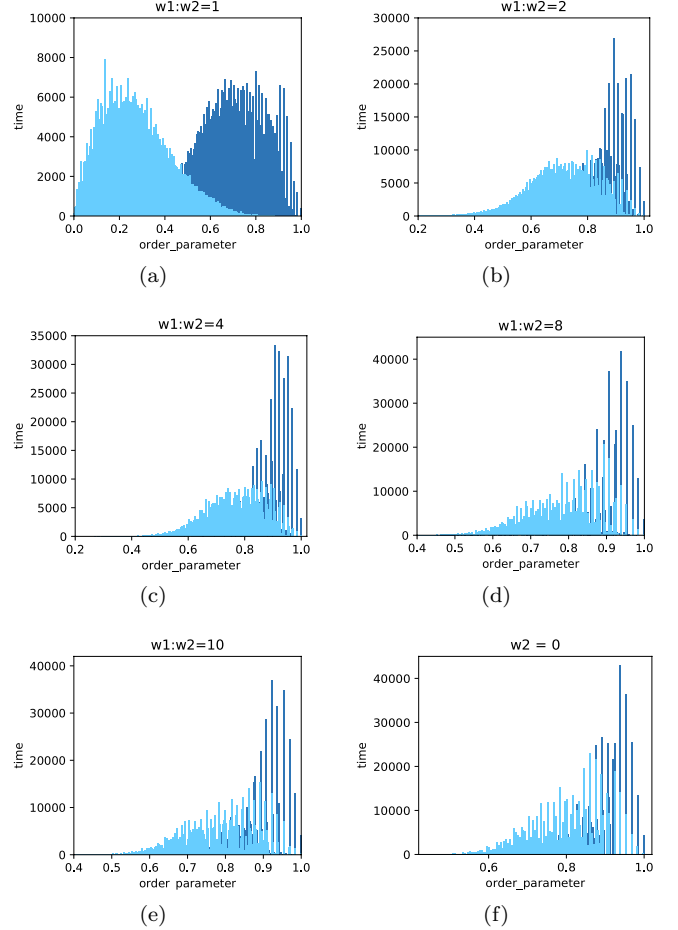 w1:w2=1
10000
8000
6000
4000
2000
0
time
0.0 0.2 0.4 0.6 0.8 1.0
order_parameter
(a)
w1:w2=2
30000
25000
20000
15000
10000
5000
0
time
0.2 0.4 0.6 0.8 1.0
order_parameter
(b)
w1:w2=4
35000
30000
25000
20000
15000
10000
5000
0
time
0.2 0.4 0.6 0.8 1.0
order_parameter
(c)
w1:w2=8
40000
30000
20000
10000
0
time
0.4 0.5 0.6 0.7 0.8 0.9 1.0
order_parameter
(d)
w1:w2=10
40000
30000
20000
10000
0
time
0.4 0.5 0.6 0.7 0.8 0.9 1.0
order parameter
(e)
w2 = 0
40000
30000
20000
10000
0
time
0.6 0.8 1.0
order_parameter
(f)